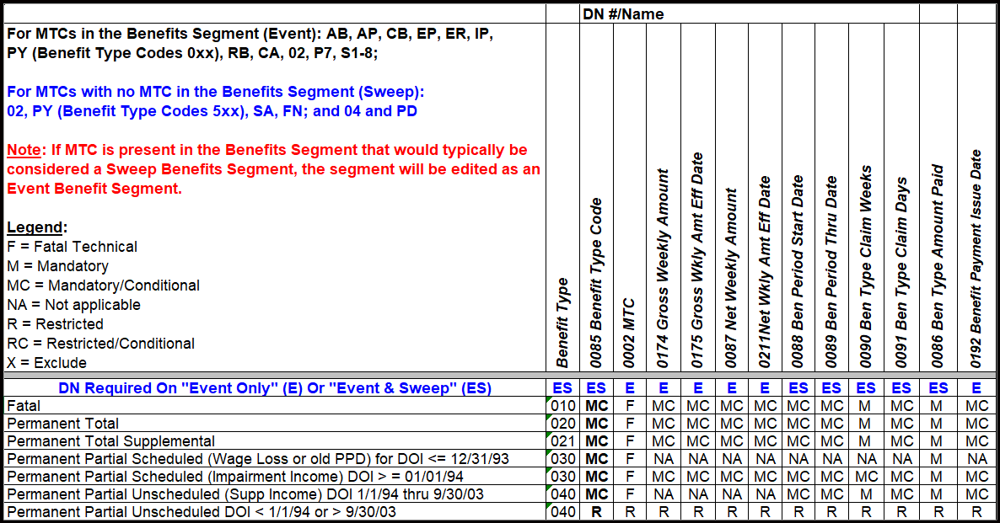 DN #/Name
For MTCs in the Benefits Segment (Event): AB, AP, CB, EP, ER, IP,
PY (Benefit Type Codes 0xx), RB, CA, 02, P7, S1-8;
For MTCs with no MTC in the Benefits Segment (Sweep):
02, PY (Benefit Type Codes 5xx), SA, FN; and 04 and PD
Note: If MTC is present in the Benefits Segment that would typically be
considered a Sweep Benefits Segment, the segment will be edited as an
Event Benefit Segment.
Legend:
F = Fatal Technical
M = Mandatory
MC = Mandatory/Conditional
NA = Not applicable
R = Restricted
RC = Restricted/Conditional
X = Exclude
Benefit Type
0085 Benefit Type Code
0002 MTC
0174 Gross Weekly Amount
0175 Gross Wkly Amt Eff Date
0087 Net Weekly Amount
0211Net Wkly Amt Eff Date
0088 Ben Period Start Date
0089 Ben Period Thru Date
0090 Ben Type Claim Weeks
0091 Ben Type Claim Days
0086 Ben Type Amount Paid
0192 Benefit Payment Issue Date
DN Required On "Event Only" (E) Or "Event & Sweep" (ES) ES ES E E E E E ES ES ES ES ES E
Fatal 010 MC F MC MC MC MC MC MC M MC M MC
Permanent Total 020 MC F MC MC MC MC MC MC M MC M MC
Permanent Total Supplemental 021 MC F MC MC MC MC MC MC M MC M MC
Permanent Partial Scheduled (Wage Loss or old PPD) for DOI <= 12/31/93 030 MC F NA NA NA NA NA NA NA NA M NA
Permanent Partial Scheduled (Impairment Income) DOI > = 01/01/94 030 MC F MC MC MC MC MC MC MC MC M MC
Permanent Partial Unscheduled (Supp Income) DOI 1/1/94 thru 9/30/03 040 MC F NA NA NA NA MC MC M MC M MC
Permanent Partial Unscheduled DOI < 1/1/94 or > 9/30/03 040 R R R R R R R R R R R R